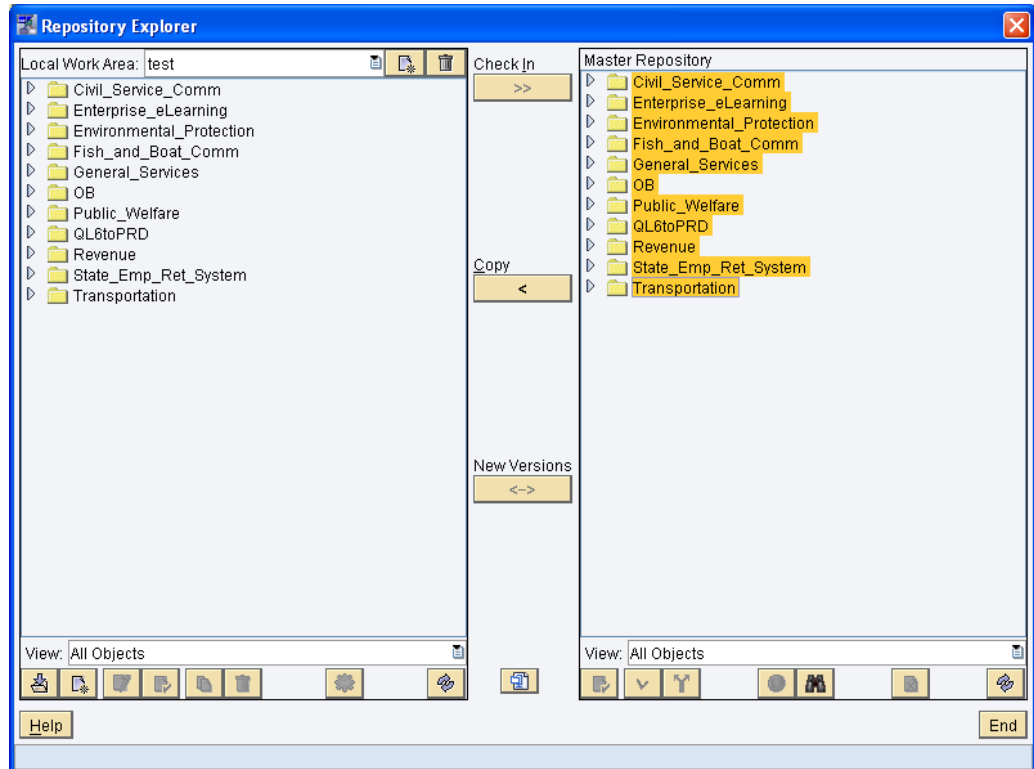 Repository Explorer
Local Work Area: test
Civil_Service_Comm
Enterprise_eLearning
Environmental_Protection
Fish_and_Boat_Comm
General_Services
OB
Public_Welfare
QL6toPRD
Revenue
State_Emp_Ret_System
Transportation
View: All Objects
Check In
>>
Copy
<
New Versions
<->
Master Repository
Civil_Service_Comm
Enterprise_eLearning
Environmental_Protection
Fish_and_Boat_Comm
General_Services
OB
Public_Welfare
QL6toPRD
Revenue
State_Emp_Ret_System
Transportation
View: All Objects
Help
End